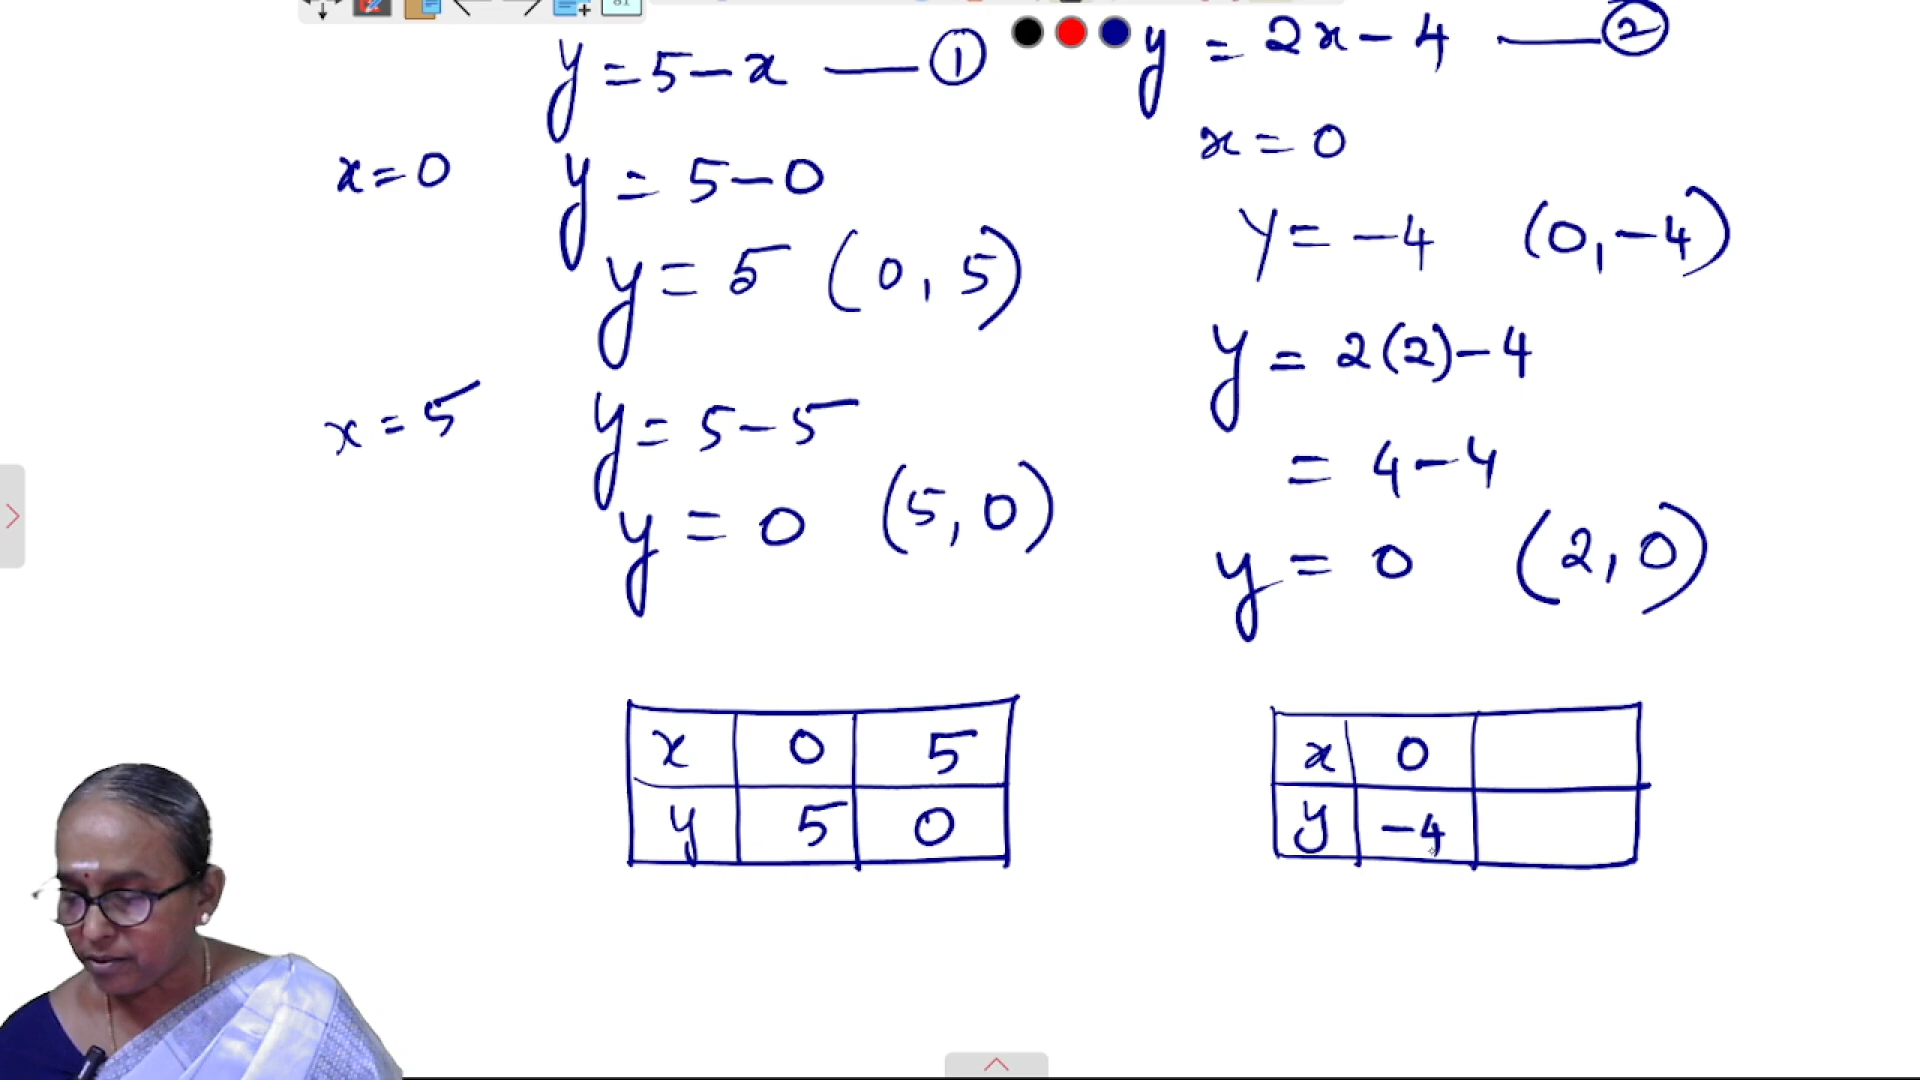 y = 5 - x —— ①
x = 0 y = 5 - 0
y = 5 (0, 5)
x = 5 y = 5 - 5
y = 0 (5, 0)
x 0 5
y 5 0
y = 2x - 4 —— ②
x = 0
y = -4 (0, -4)
y = 2(2) - 4
= 4 - 4
y = 0 (2, 0)
x 0
y -4